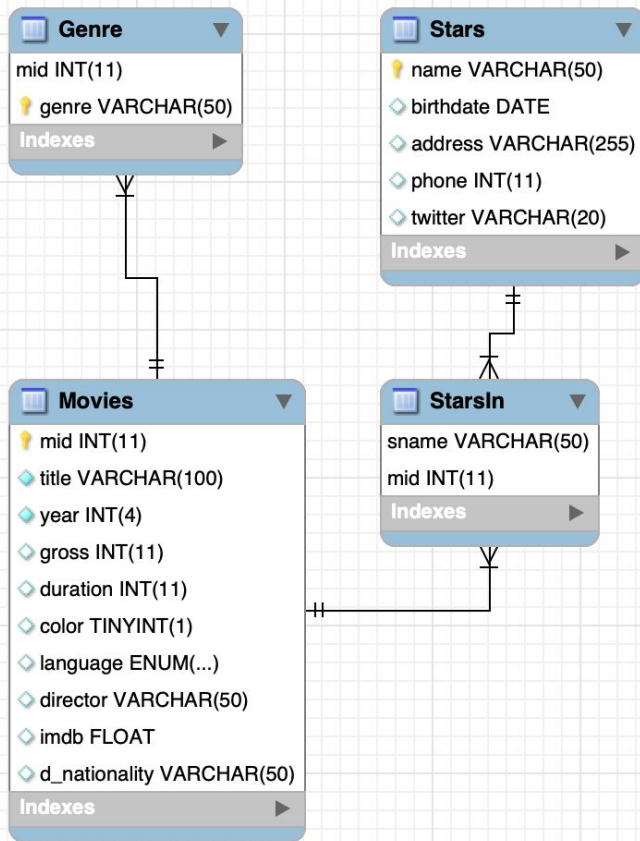 Genre
mid INT(11)
genre VARCHAR(50)
Indexes
Stars
name VARCHAR(50)
birthdate DATE
address VARCHAR(255)
phone INT(11)
twitter VARCHAR(20)
Indexes
Movies
mid INT(11)
title VARCHAR(100)
year INT(4)
gross INT(11)
duration INT(11)
color TINYINT(1)
language ENUM(...)
director VARCHAR(50)
imdb FLOAT
d_nationality VARCHAR(50)
Indexes
StarsIn
sname VARCHAR(50)
mid INT(11)
Indexes